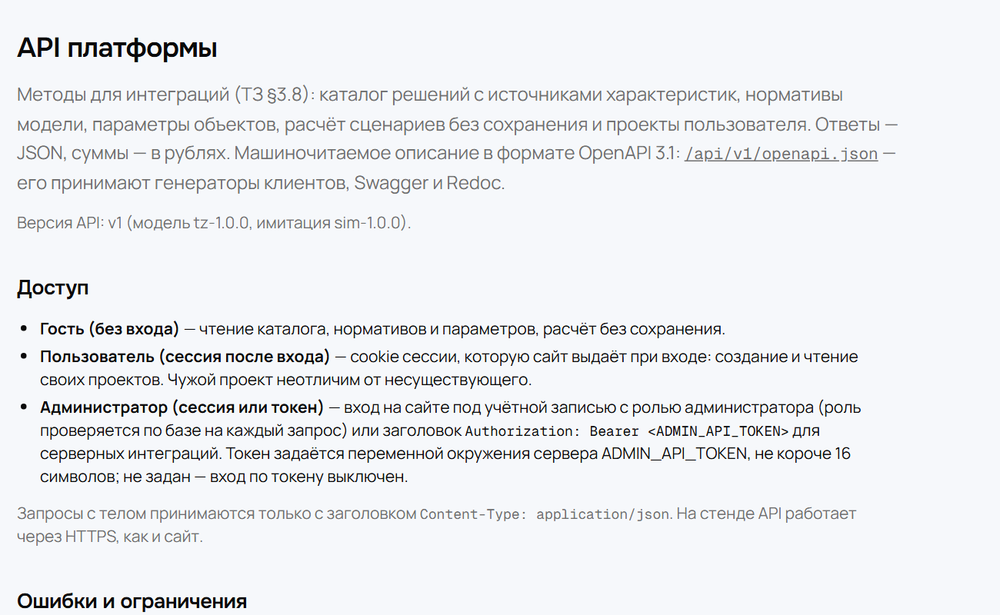 API платформы
Методы для интеграций (ТЗ §3.8): каталог решений с источниками характеристик, нормативы
модели, параметры объектов, расчёт сценариев без сохранения и проекты пользователя. Ответы —
JSON, суммы — в рублях. Машиночитаемое описание в формате OpenAPI 3.1: /api/v1/openapi.json —
его принимают генераторы клиентов, Swagger и Redoc.
Версия API: v1 (модель tz-1.0.0, имитация sim-1.0.0).
Доступ
• Гость (без входа) — чтение каталога, нормативов и параметров, расчёт без сохранения.
• Пользователь (сессия после входа) — cookie сессии, которую сайт выдаёт при входе: создание и чтение
своих проектов. Чужой проект неотличим от несуществующего.
• Администратор (сессия или токен) — вход на сайте под учётной записью с ролью администратора (роль
проверяется по базе на каждый запрос) или заголовок Authorization: Bearer <ADMIN_API_TOKEN> для
серверных интеграций. Токен задаётся переменной окружения сервера ADMIN_API_TOKEN, не короче 16
символов; не задан — вход по токену выключен.
Запросы с телом принимаются только с заголовком Content-Type: application/json. На стенде API работает
через HTTPS, как и сайт.
Ошибки и ограничения